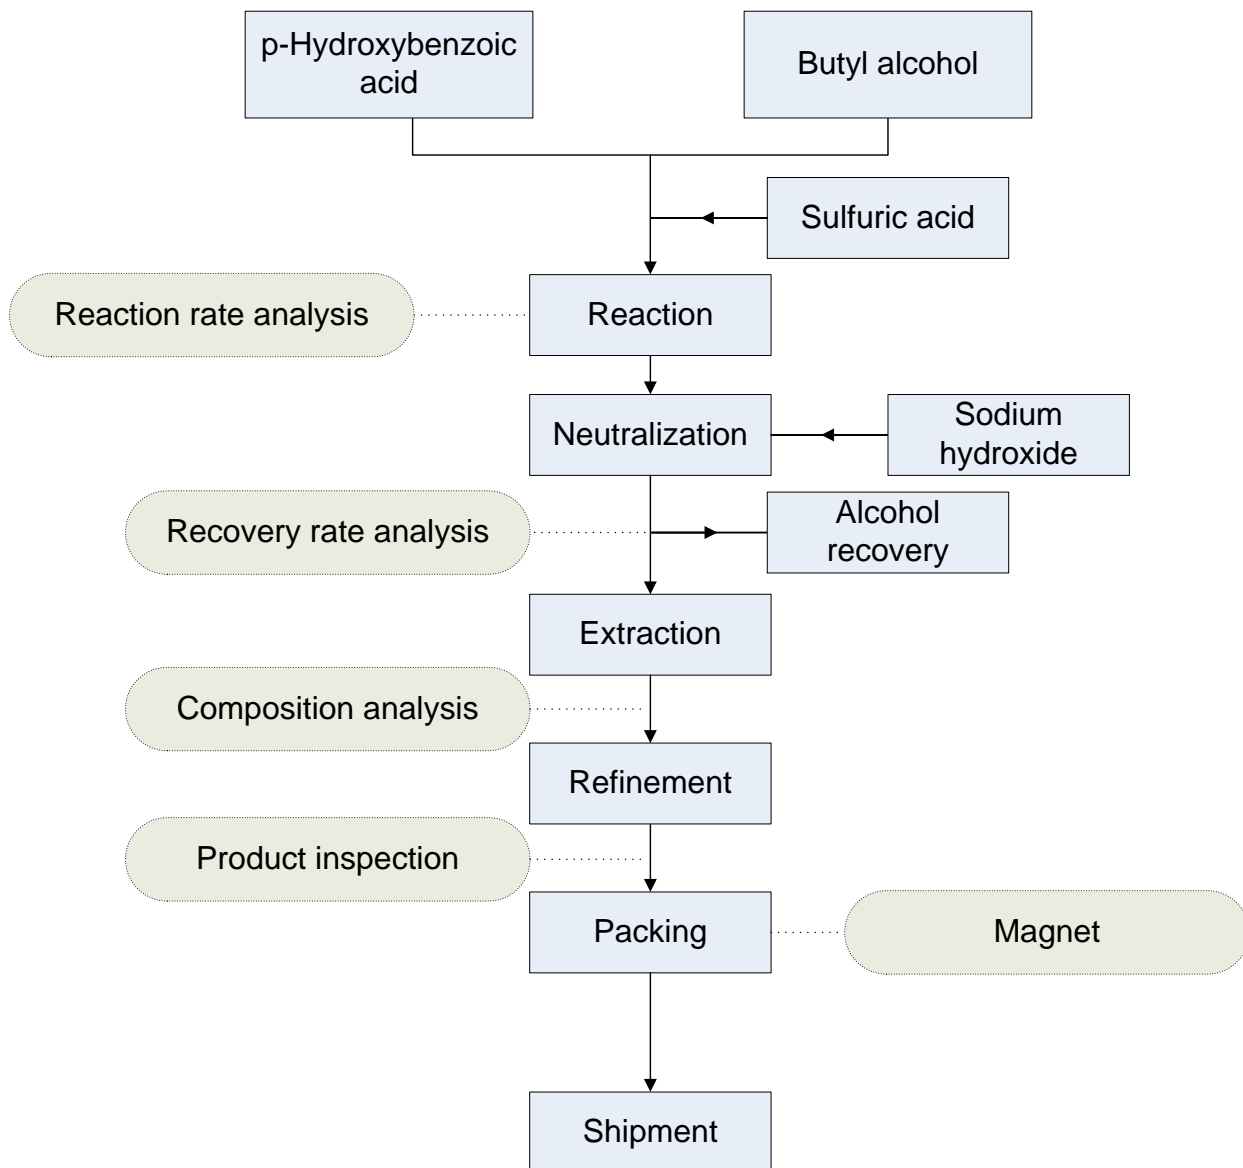 p-Hydroxybenzoic
acid
Butyl alcohol
Sulfuric acid
Reaction rate analysis
Reaction
Neutralization
Sodium
hydroxide
Recovery rate analysis
Alcohol
recovery
Extraction
Composition analysis
Refinement
Product inspection
Packing
Magnet
Shipment